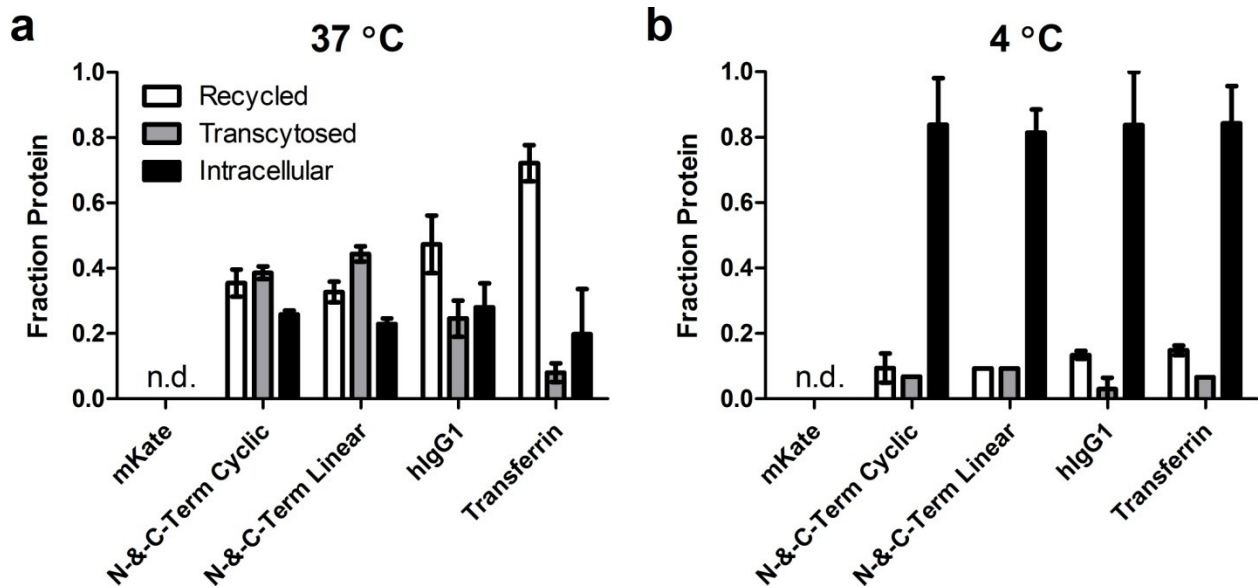 a
37 °C
Fraction Protein
1.0
0.8
0.6
0.4
0.2
0.0
Recycled
Transcytosed
Intracellular
n.d.
mKate
N-&-C-Term Cyclic
N-&-C-Term Linear
hIgG1
Transferrin
b
4 °C
Fraction Protein
1.0
0.8
0.6
0.4
0.2
0.0
n.d.
mKate
N-&-C-Term Cyclic
N-&-C-Term Linear
hIgG1
Transferrin